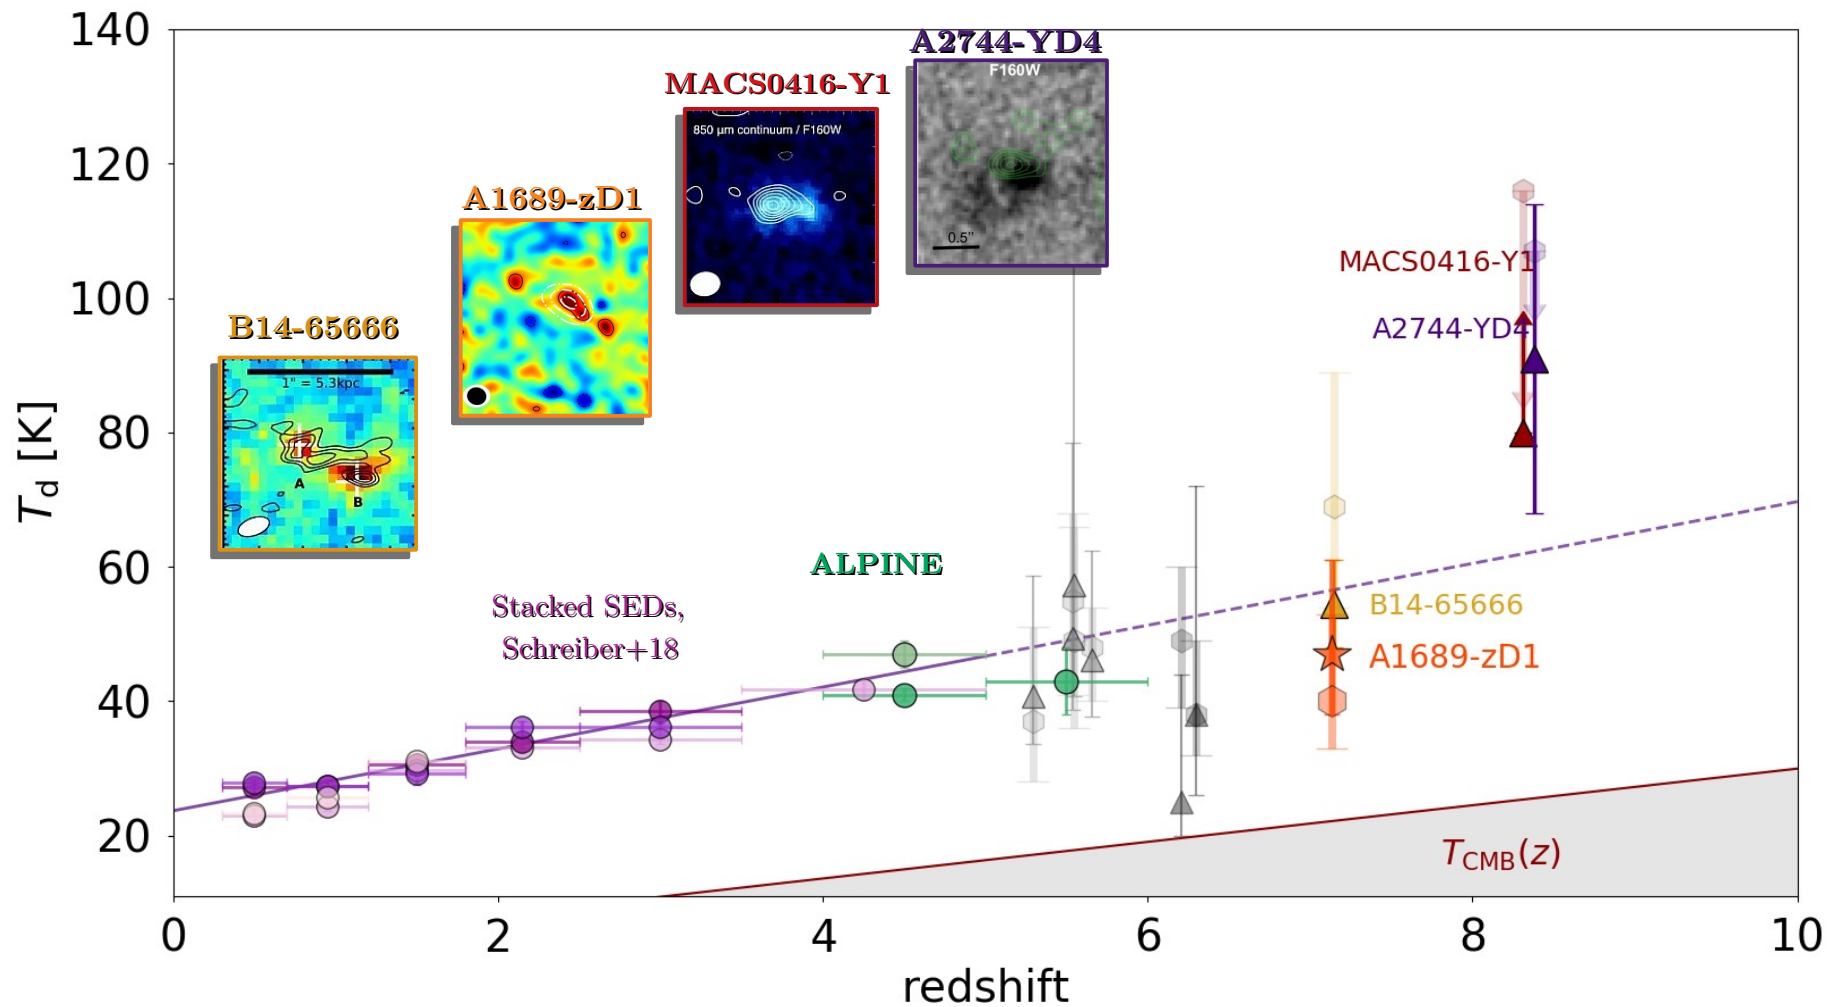 140
120
100
80
60
40
20
T_d [K]
0
2
4
6
8
10
redshift
A2744-YD4
F160W
0.5"
MACS0416-Y1
850 μm continuum / F160W
A1689-zD1
B14-65666
1" = 5.3kpc
A
B
ALPINE
Stacked SEDs,
Schreiber+18
MACS0416-Y1
A2744-YD4
B14-65666
A1689-zD1
T_CMB(z)